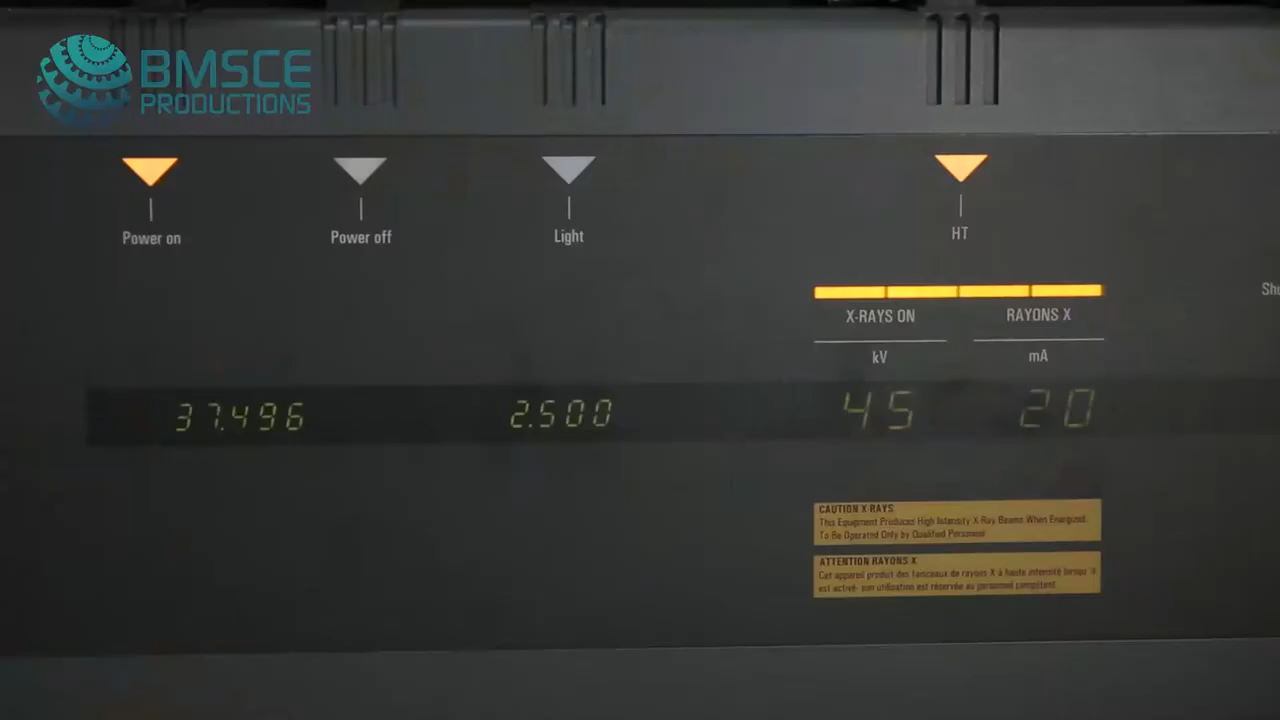 BMSCE
PRODUCTIONS
Power on
Power off
Light
HT
Sh
X-RAYS ON
RAYONS X
kV
mA
37.496
2.500
45
20
CAUTION X-RAYS
This Equipment Produces High Intensity X-Ray Beams When Energized.
To Be Operated Only by Qualified Personnel
ATTENTION RAYONS X
Cet appareil produit des faisceaux de rayons X à haute intensité lorsqu'il
est activé- son utilisation est réservée au personnel compétent.